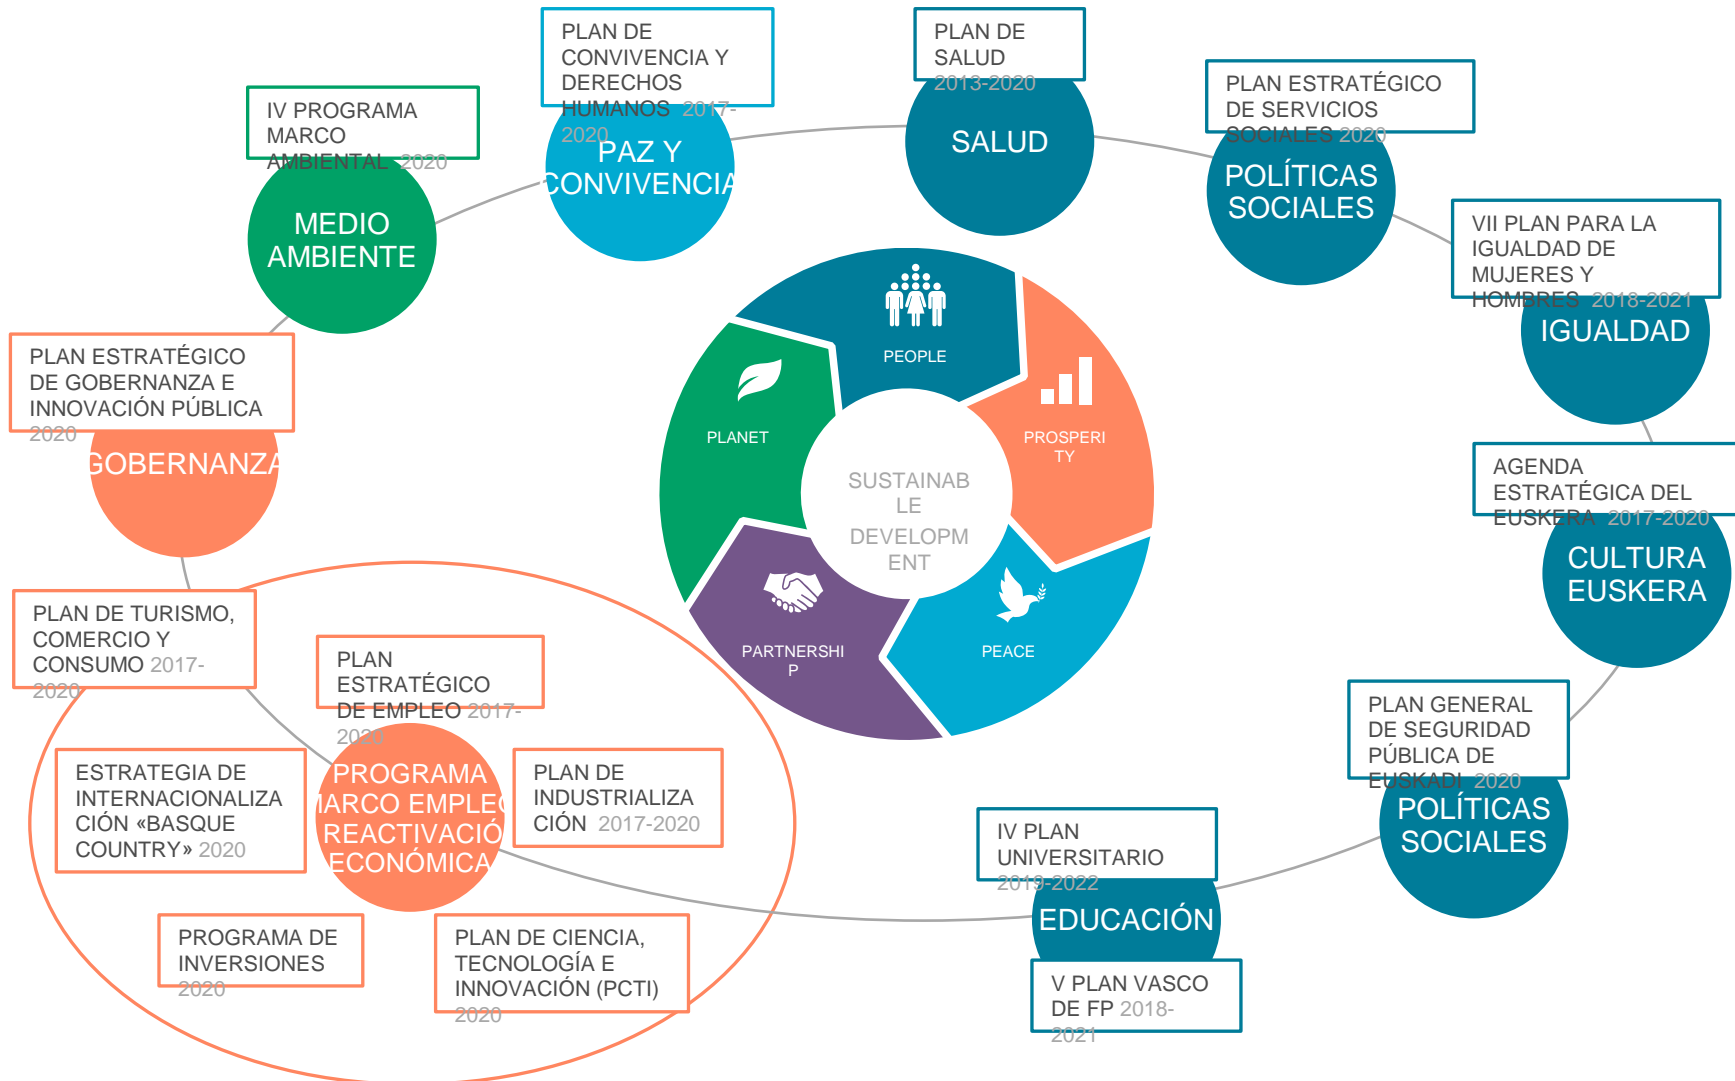 PLAN DE
CONVIVENCIA Y
DERECHOS
HUMANOS 2017-
2020
PAZ Y
CONVIVENCIA
PLAN DE
SALUD
2013-2020
SALUD
PLAN ESTRATÉGICO
DE SERVICIOS
SOCIALES 2020
POLÍTICAS
SOCIALES
IV PROGRAMA
MARCO
AMBIENTAL 2020
MEDIO
AMBIENTE
VII PLAN PARA LA
IGUALDAD DE
MUJERES Y
HOMBRES 2018-2021
IGUALDAD
PLAN ESTRATÉGICO
DE GOBERNANZA E
INNOVACIÓN PÚBLICA
2020
GOBERNANZA
PEOPLE
PLANET
PROSPERI
TY
SUSTAINAB
LE
DEVELOPM
ENT
PARTNERSHI
P
PEACE
AGENDA
ESTRATÉGICA DEL
EUSKERA 2017-2020
CULTURA
EUSKERA
PLAN DE TURISMO,
COMERCIO Y
CONSUMO 2017-
2020
PLAN
ESTRATÉGICO
DE EMPLEO 2017-
2020
PROGRAMA
MARCO EMPLEO
REACTIVACIÓ
ECONÓMICA
ESTRATEGIA DE
INTERNACIONALIZA
CIÓN «BASQUE
COUNTRY» 2020
PLAN DE
INDUSTRIALIZA
CIÓN 2017-2020
PROGRAMA DE
INVERSIONES
2020
PLAN DE CIENCIA,
TECNOLOGÍA E
INNOVACIÓN (PCTI)
2020
PLAN GENERAL
DE SEGURIDAD
PÚBLICA DE
EUSKADI 2020
POLÍTICAS
SOCIALES
IV PLAN
UNIVERSITARIO
2019-2022
EDUCACIÓN
V PLAN VASCO
DE FP 2018-
2021